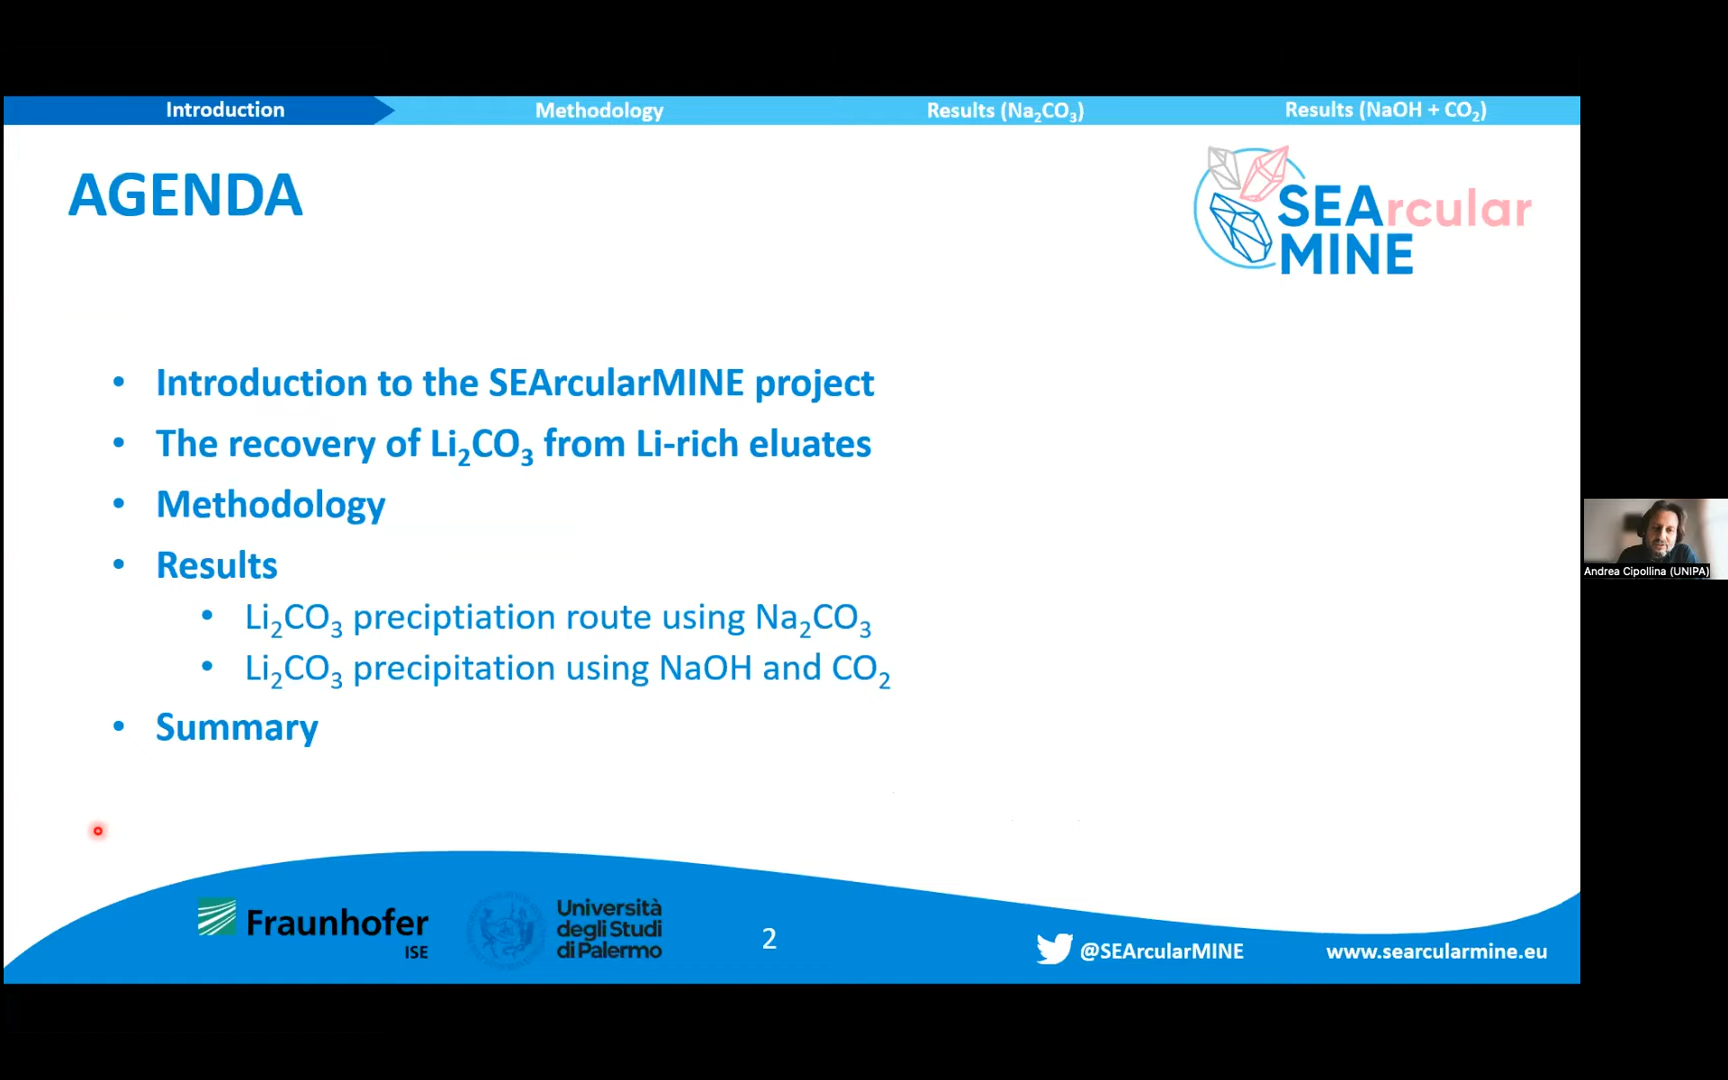 Introduction
Methodology
Results (Na₂CO₃)
Results (NaOH + CO₂)
AGENDA
SEArcular
MINE
• Introduction to the SEArcularMINE project
• The recovery of Li₂CO₃ from Li-rich eluates
• Methodology
• Results
• Li₂CO₃ preciptiation route using Na₂CO₃
• Li₂CO₃ precipitation using NaOH and CO₂
• Summary
Andrea Cipollina (UNIPA)
Fraunhofer
ISE
Università
degli Studi
di Palermo
2
@SEArcularMINE
www.searcularmine.eu